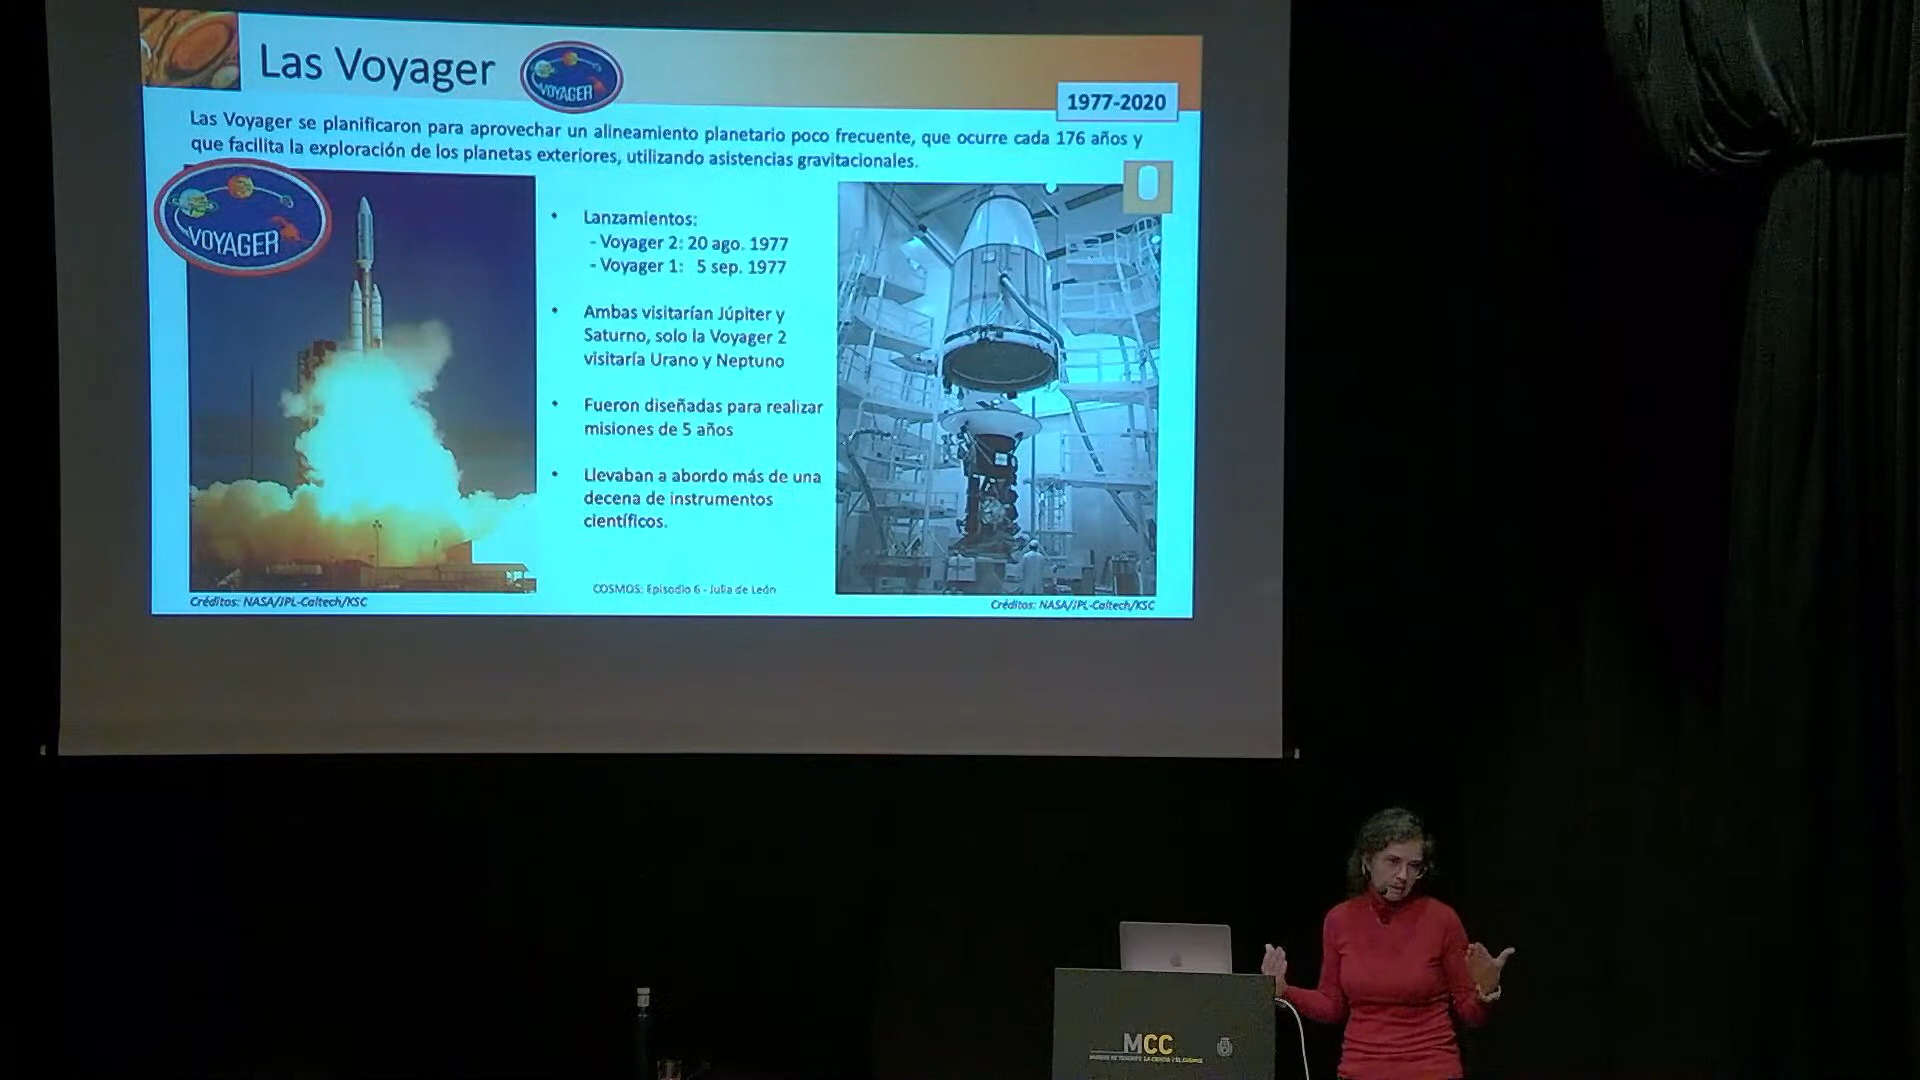 Las Voyager
VOYAGER
1977-2020
Las Voyager se planificaron para aprovechar un alineamiento planetario poco frecuente, que ocurre cada 176 años y
que facilita la exploración de los planetas exteriores, utilizando asistencias gravitacionales.
VOYAGER
• Lanzamientos:
- Voyager 2: 20 ago. 1977
- Voyager 1: 5 sep. 1977
• Ambas visitarían Júpiter y
Saturno, solo la Voyager 2
visitaría Urano y Neptuno
• Fueron diseñadas para realizar
misiones de 5 años
• Llevaban a abordo más de una
decena de instrumentos
científicos.
COSMOS: Episodio 6 - Julia de León
Créditos: NASA/JPL-Caltech/KSC
Créditos: NASA/JPL-Caltech/KSC
MCC